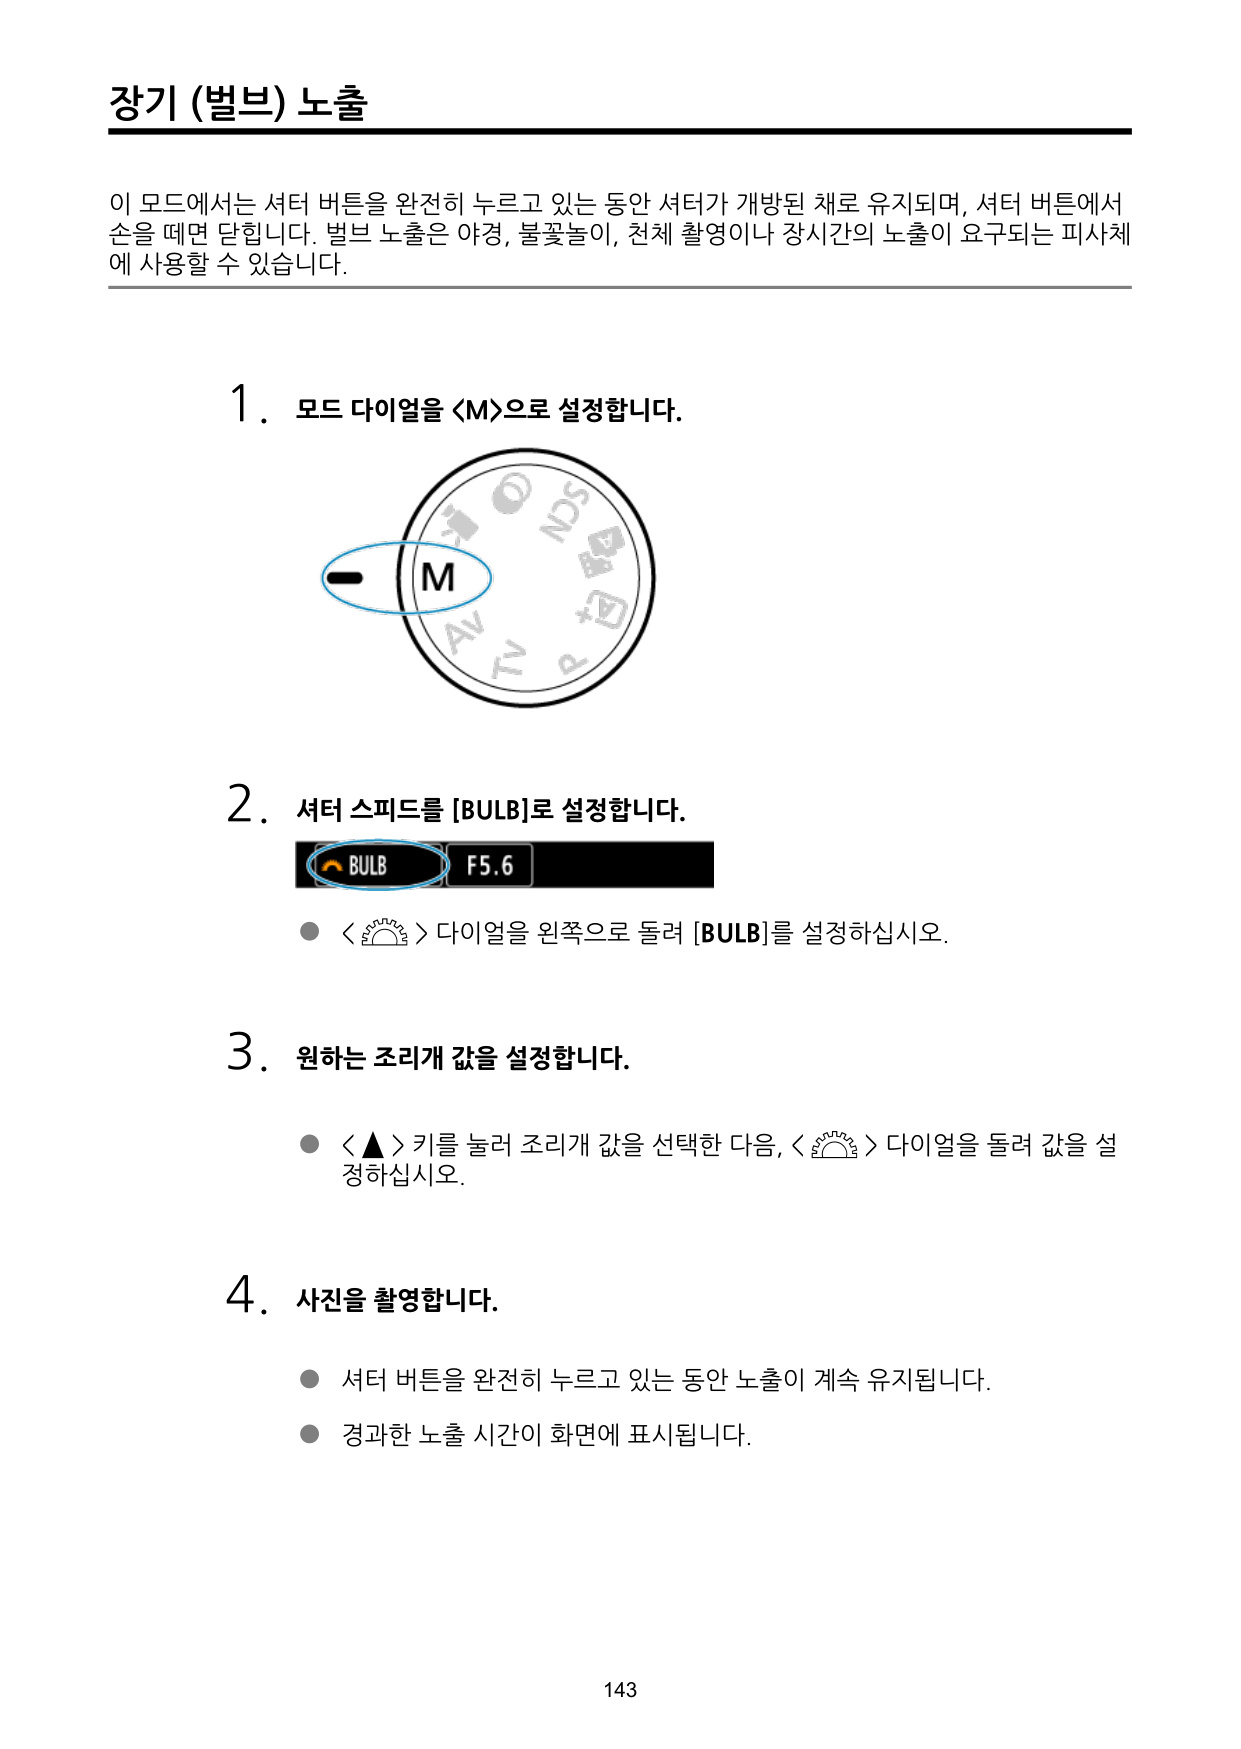 장기 (벌브) 노출
이 모드에서는 셔터 버튼을 완전히 누르고 있는 동안 셔터가 개방된 채로 유지되며, 셔터 버튼에서
손을 떼면 닫힙니다. 벌브 노출은 야경, 불꽃놀이, 천체 촬영이나 장시간의 노출이 요구되는 피사체
에 사용할 수 있습니다.
1. 모드 다이얼을 <M>으로 설정합니다.
SCN
M
Av
Tv
P
2. 셔터 스피드를 [BULB]로 설정합니다.
BULB F5.6
● < > 다이얼을 왼쪽으로 돌려 [BULB]를 설정하십시오.
3. 원하는 조리개 값을 설정합니다.
● <▲> 키를 눌러 조리개 값을 선택한 다음, < > 다이얼을 돌려 값을 설
정하십시오.
4. 사진을 촬영합니다.
● 셔터 버튼을 완전히 누르고 있는 동안 노출이 계속 유지됩니다.
● 경과한 노출 시간이 화면에 표시됩니다.
143